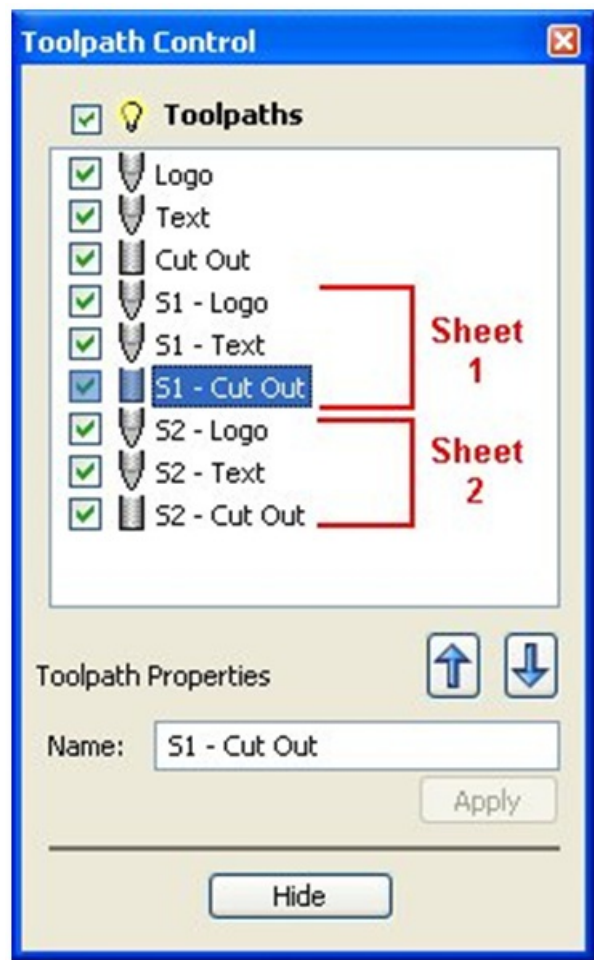 Toolpath Control
Toolpaths
Logo
Text
Cut Out
S1 - Logo
S1 - Text
S1 - Cut Out
S2 - Logo
S2 - Text
S2 - Cut Out
Sheet
1
Sheet
2
Toolpath Properties
Name: S1 - Cut Out
Apply
Hide